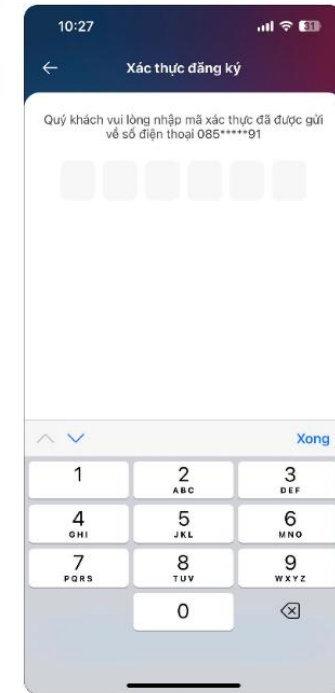 10:27
31
Xác thực đăng ký
Quý khách vui lòng nhập mã xác thực đã được gửi
về số điện thoại 085*****91
Xong
1
2
ABC
3
DEF
4
GHI
5
JKL
6
MNO
7
PQRS
8
TUV
9
WXYZ
0